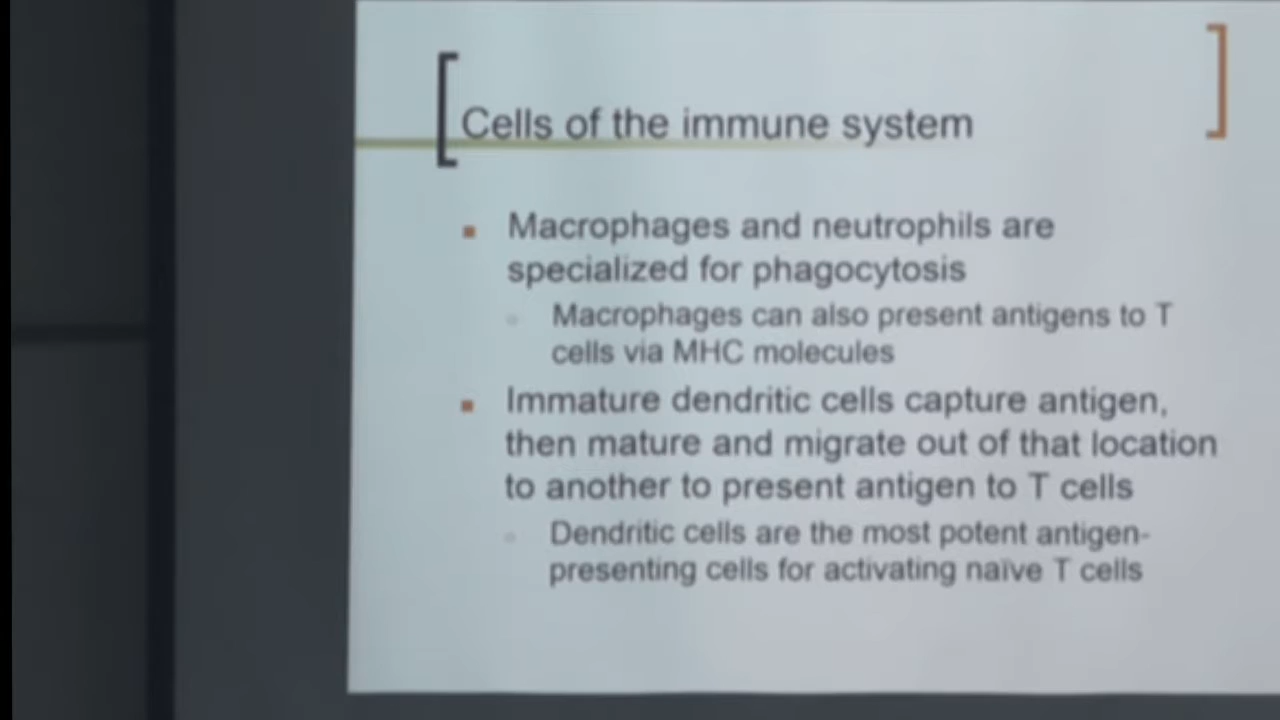 Cells of the immune system
Macrophages and neutrophils are
specialized for phagocytosis
Macrophages can also present antigens to T
cells via MHC molecules
Immature dendritic cells capture antigen,
then mature and migrate out of that location
to another to present antigen to T cells
Dendritic cells are the most potent antigen-
presenting cells for activating naïve T cells